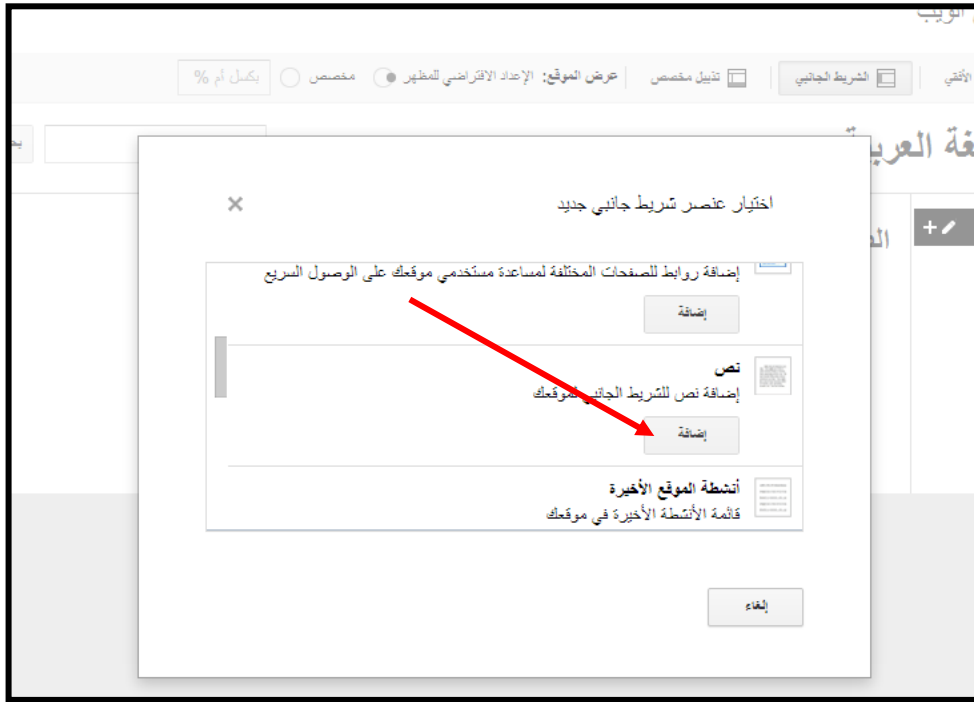 الويب
الأفقي
الشريط الجانبي
تذييل مخصص
عرض الموقع: الإعداد الافتراضي للمظهر
مخصص
بكسل أم %
العربية
اختيار عنصر شريط جانبي جديد
×
إضافة روابط للصفحات المختلفة لمساعدة مستخدمي موقعك على الوصول السريع
إضافة
نص
إضافة نص للشريط الجانبي لموقعك
إضافة
أنشطة الموقع الأخيرة
قائمة الأنشطة الأخيرة في موقعك
إلغاء